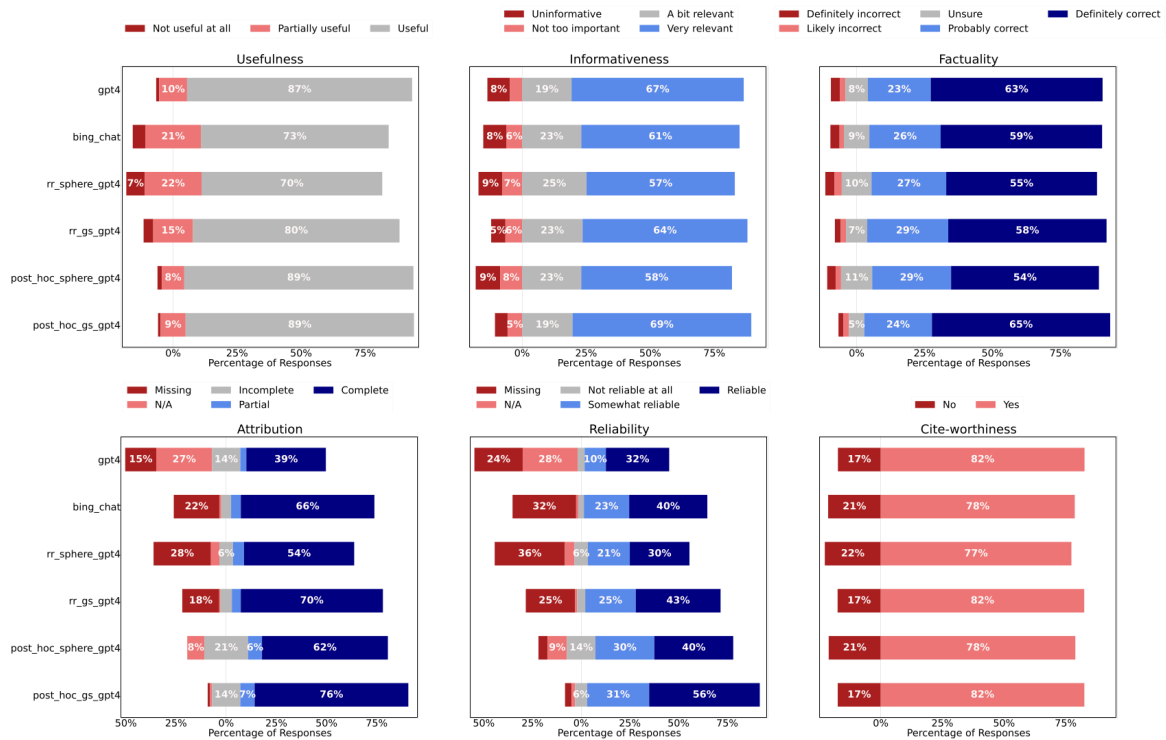 Not useful at all Partially useful Useful
Uninformative A bit relevant
Not too important Very relevant
Definitely incorrect Unsure Definitely correct
Likely incorrect Probably correct
Usefulness
gpt4 10% 87%
bing_chat 21% 73%
rr_sphere_gpt4 7% 22% 70%
rr_gs_gpt4 15% 80%
post_hoc_sphere_gpt4 8% 89%
post_hoc_gs_gpt4 9% 89%
0% 25% 50% 75%
Percentage of Responses
Informativeness
8% 19% 67%
8% 6% 23% 61%
9% 7% 25% 57%
5% 6% 23% 64%
9% 8% 23% 58%
5% 19% 69%
0% 25% 50% 75%
Percentage of Responses
Factuality
8% 23% 63%
9% 26% 59%
10% 27% 55%
7% 29% 58%
11% 29% 54%
5% 24% 65%
0% 25% 50% 75%
Percentage of Responses
Missing Incomplete Complete
N/A Partial
Attribution
gpt4 15% 27% 14% 39%
bing_chat 22% 66%
rr_sphere_gpt4 28% 6% 54%
rr_gs_gpt4 18% 70%
post_hoc_sphere_gpt4 8% 21% 6% 62%
post_hoc_gs_gpt4 14% 7% 76%
50% 25% 0% 25% 50% 75%
Percentage of Responses
Missing Not reliable at all Reliable
N/A Somewhat reliable
Reliability
24% 28% 10% 32%
32% 23% 40%
36% 6% 21% 30%
25% 25% 43%
9% 14% 30% 40%
6% 31% 56%
50% 25% 0% 25% 50% 75%
Percentage of Responses
No Yes
Cite-worthiness
17% 82%
21% 78%
22% 77%
17% 82%
21% 78%
17% 82%
0% 25% 50% 75%
Percentage of Responses